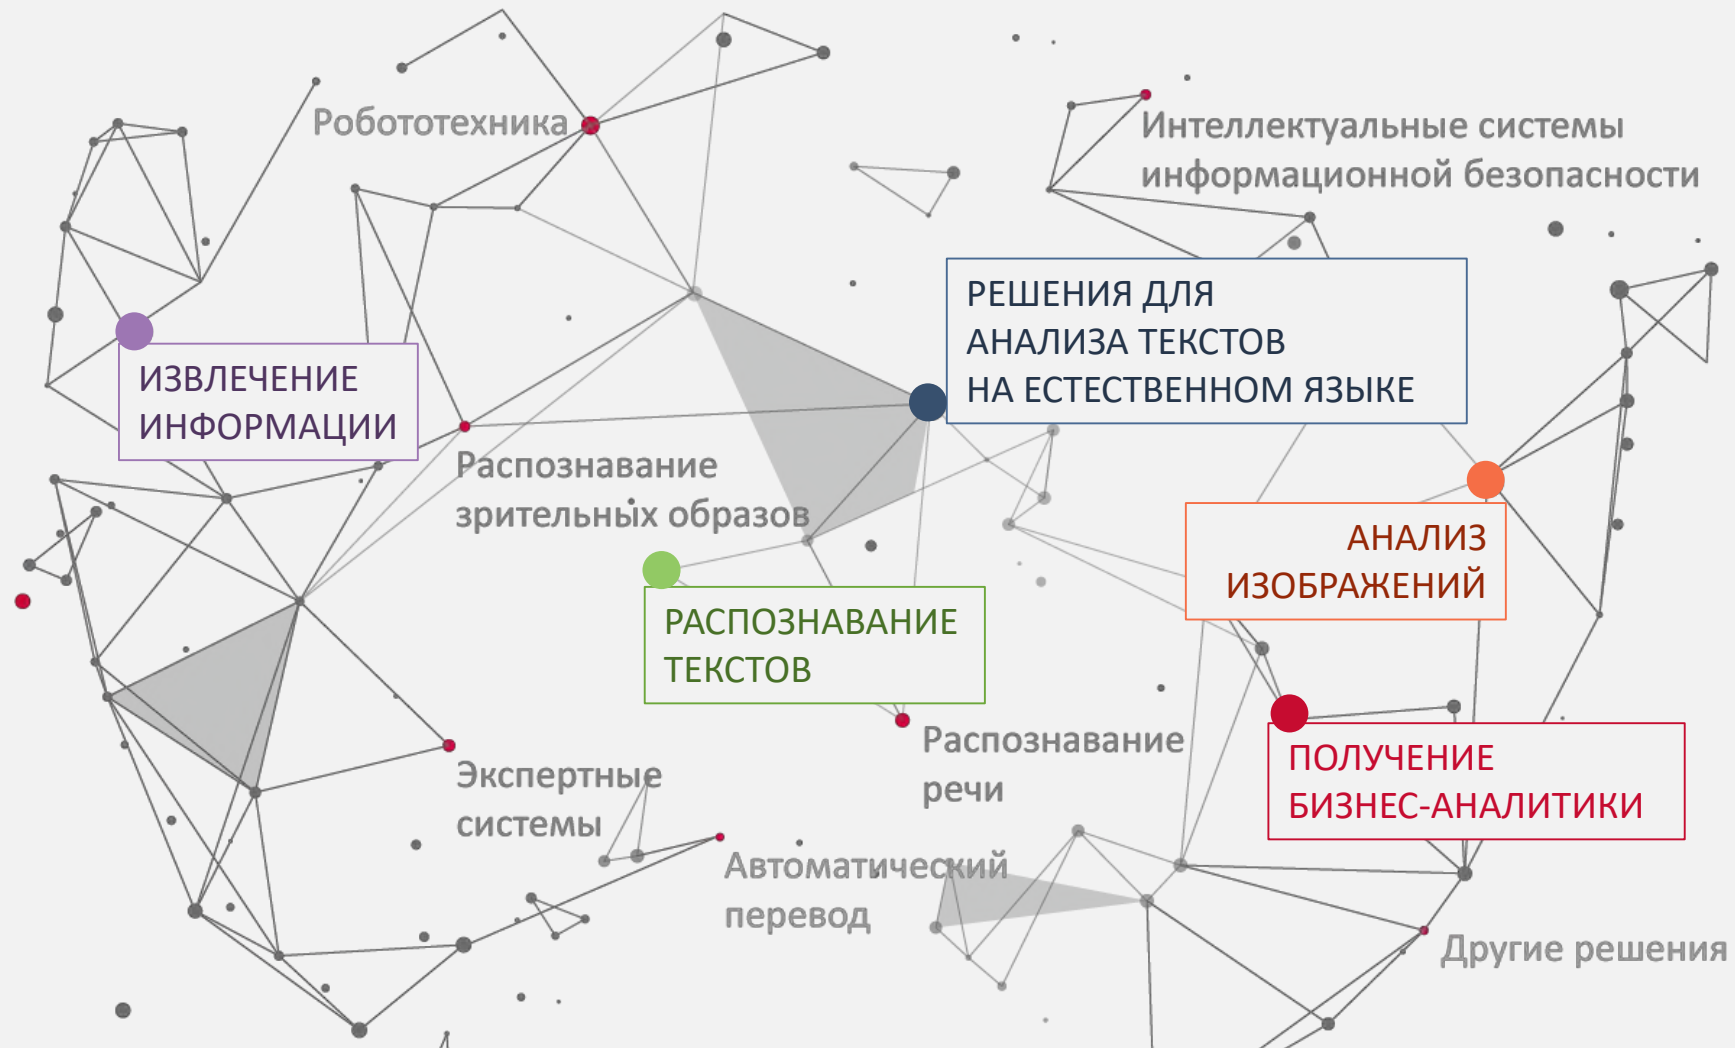 Робототехника
Интеллектуальные системы
информационной безопасности
РЕШЕНИЯ ДЛЯ
АНАЛИЗА ТЕКСТОВ
НА ЕСТЕСТВЕННОМ ЯЗЫКЕ
ИЗВЛЕЧЕНИЕ
ИНФОРМАЦИИ
Распознавание
зрительных образов
АНАЛИЗ
ИЗОБРАЖЕНИЙ
РАСПОЗНАВАНИЕ
ТЕКСТОВ
Распознавание
речи
ПОЛУЧЕНИЕ
БИЗНЕС-АНАЛИТИКИ
Экспертные
системы
Автоматический
перевод
Другие решения